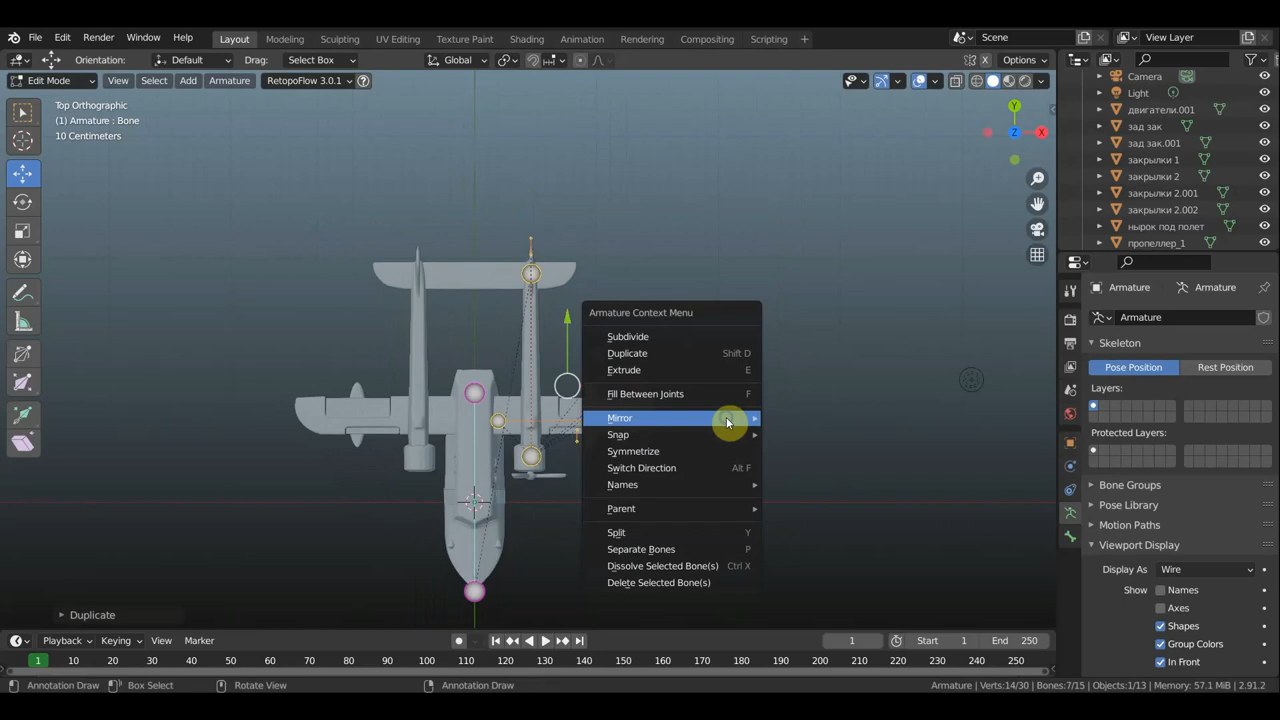 File Edit Render Window Help Layout Modeling Sculpting UV Editing Texture Paint Shading Animation Rendering Compositing Scripting + Scene View Layer
Orientation: Default Drag: Select Box Global Options
Edit Mode View Select Add Armature RetopoFlow 3.0.1
Top Orthographic
(1) Armature : Bone
10 Centimeters
Y
Z
X
Camera
Light
двигатели.001
зад зак
зад зак.001
закрылки 1
закрылки 2
закрылки 2.001
закрылки 2.002
нырок под полет
пропеллер_1
Armature Context Menu
Subdivide
Duplicate Shift D
Extrude E
Fill Between Joints F
Mirror
Snap
Symmetrize
Switch Direction Alt F
Names
Parent
Split Y
Separate Bones P
Dissolve Selected Bone(s) Ctrl X
Delete Selected Bone(s)
Armature Armature
Armature
Skeleton
Pose Position Rest Position
Layers:
Protected Layers:
Bone Groups
Pose Library
Motion Paths
Viewport Display
Display As Wire
Show Names
Axes
Shapes
Group Colors
In Front
Duplicate
Playback Keying View Marker 1 Start 1 End 250
1 10 20 30 40 50 60 70 80 90 100 110 120 130 140 150 160 170 180 190 200 210 220 230 240 250
Annotation Draw Box Select Rotate View Annotation Draw Armature | Verts:14/30 | Bones:7/15 | Objects:1/13 | Memory: 57.1 MiB | 2.91.2